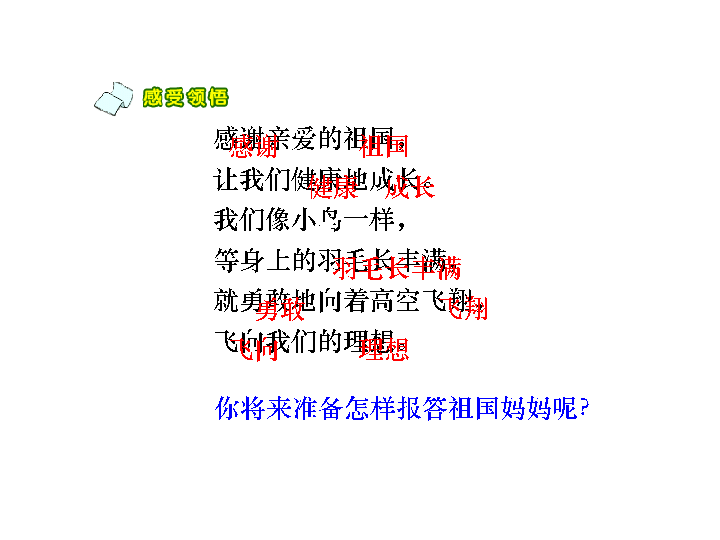 感受领悟
感谢亲爱的祖国，
感谢 祖国
让我们健康地成长。
健康 成长
我们像小鸟一样，
等身上的羽毛长丰满，
羽毛长丰满
就勇敢地向着高空飞翔，
勇敢 飞翔
飞向我们的理想。
飞向 理想
你将来准备怎样报答祖国妈妈呢?